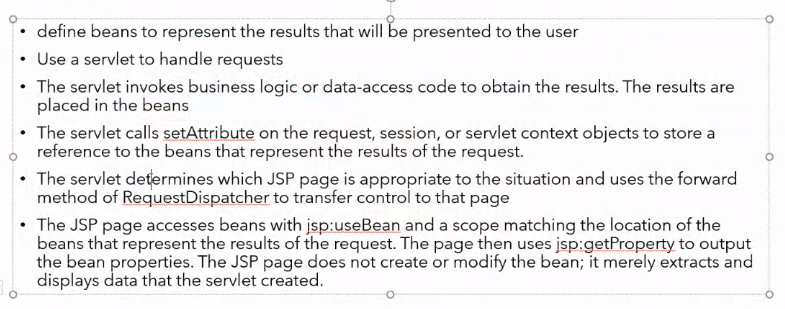 • define beans to represent the results that will be presented to the user
• Use a servlet to handle requests
• The servlet invokes business logic or data-access code to obtain the results. The results are
placed in the beans
• The servlet calls setAttribute on the request, session, or servlet context objects to store a
reference to the beans that represent the results of the request.
• The servlet determines which JSP page is appropriate to the situation and uses the forward
method of RequestDispatcher to transfer control to that page
• The JSP page accesses beans with jsp:useBean and a scope matching the location of the
beans that represent the results of the request. The page then uses jsp:getProperty to output
the bean properties. The JSP page does not create or modify the bean; it merely extracts and
displays data that the servlet created.